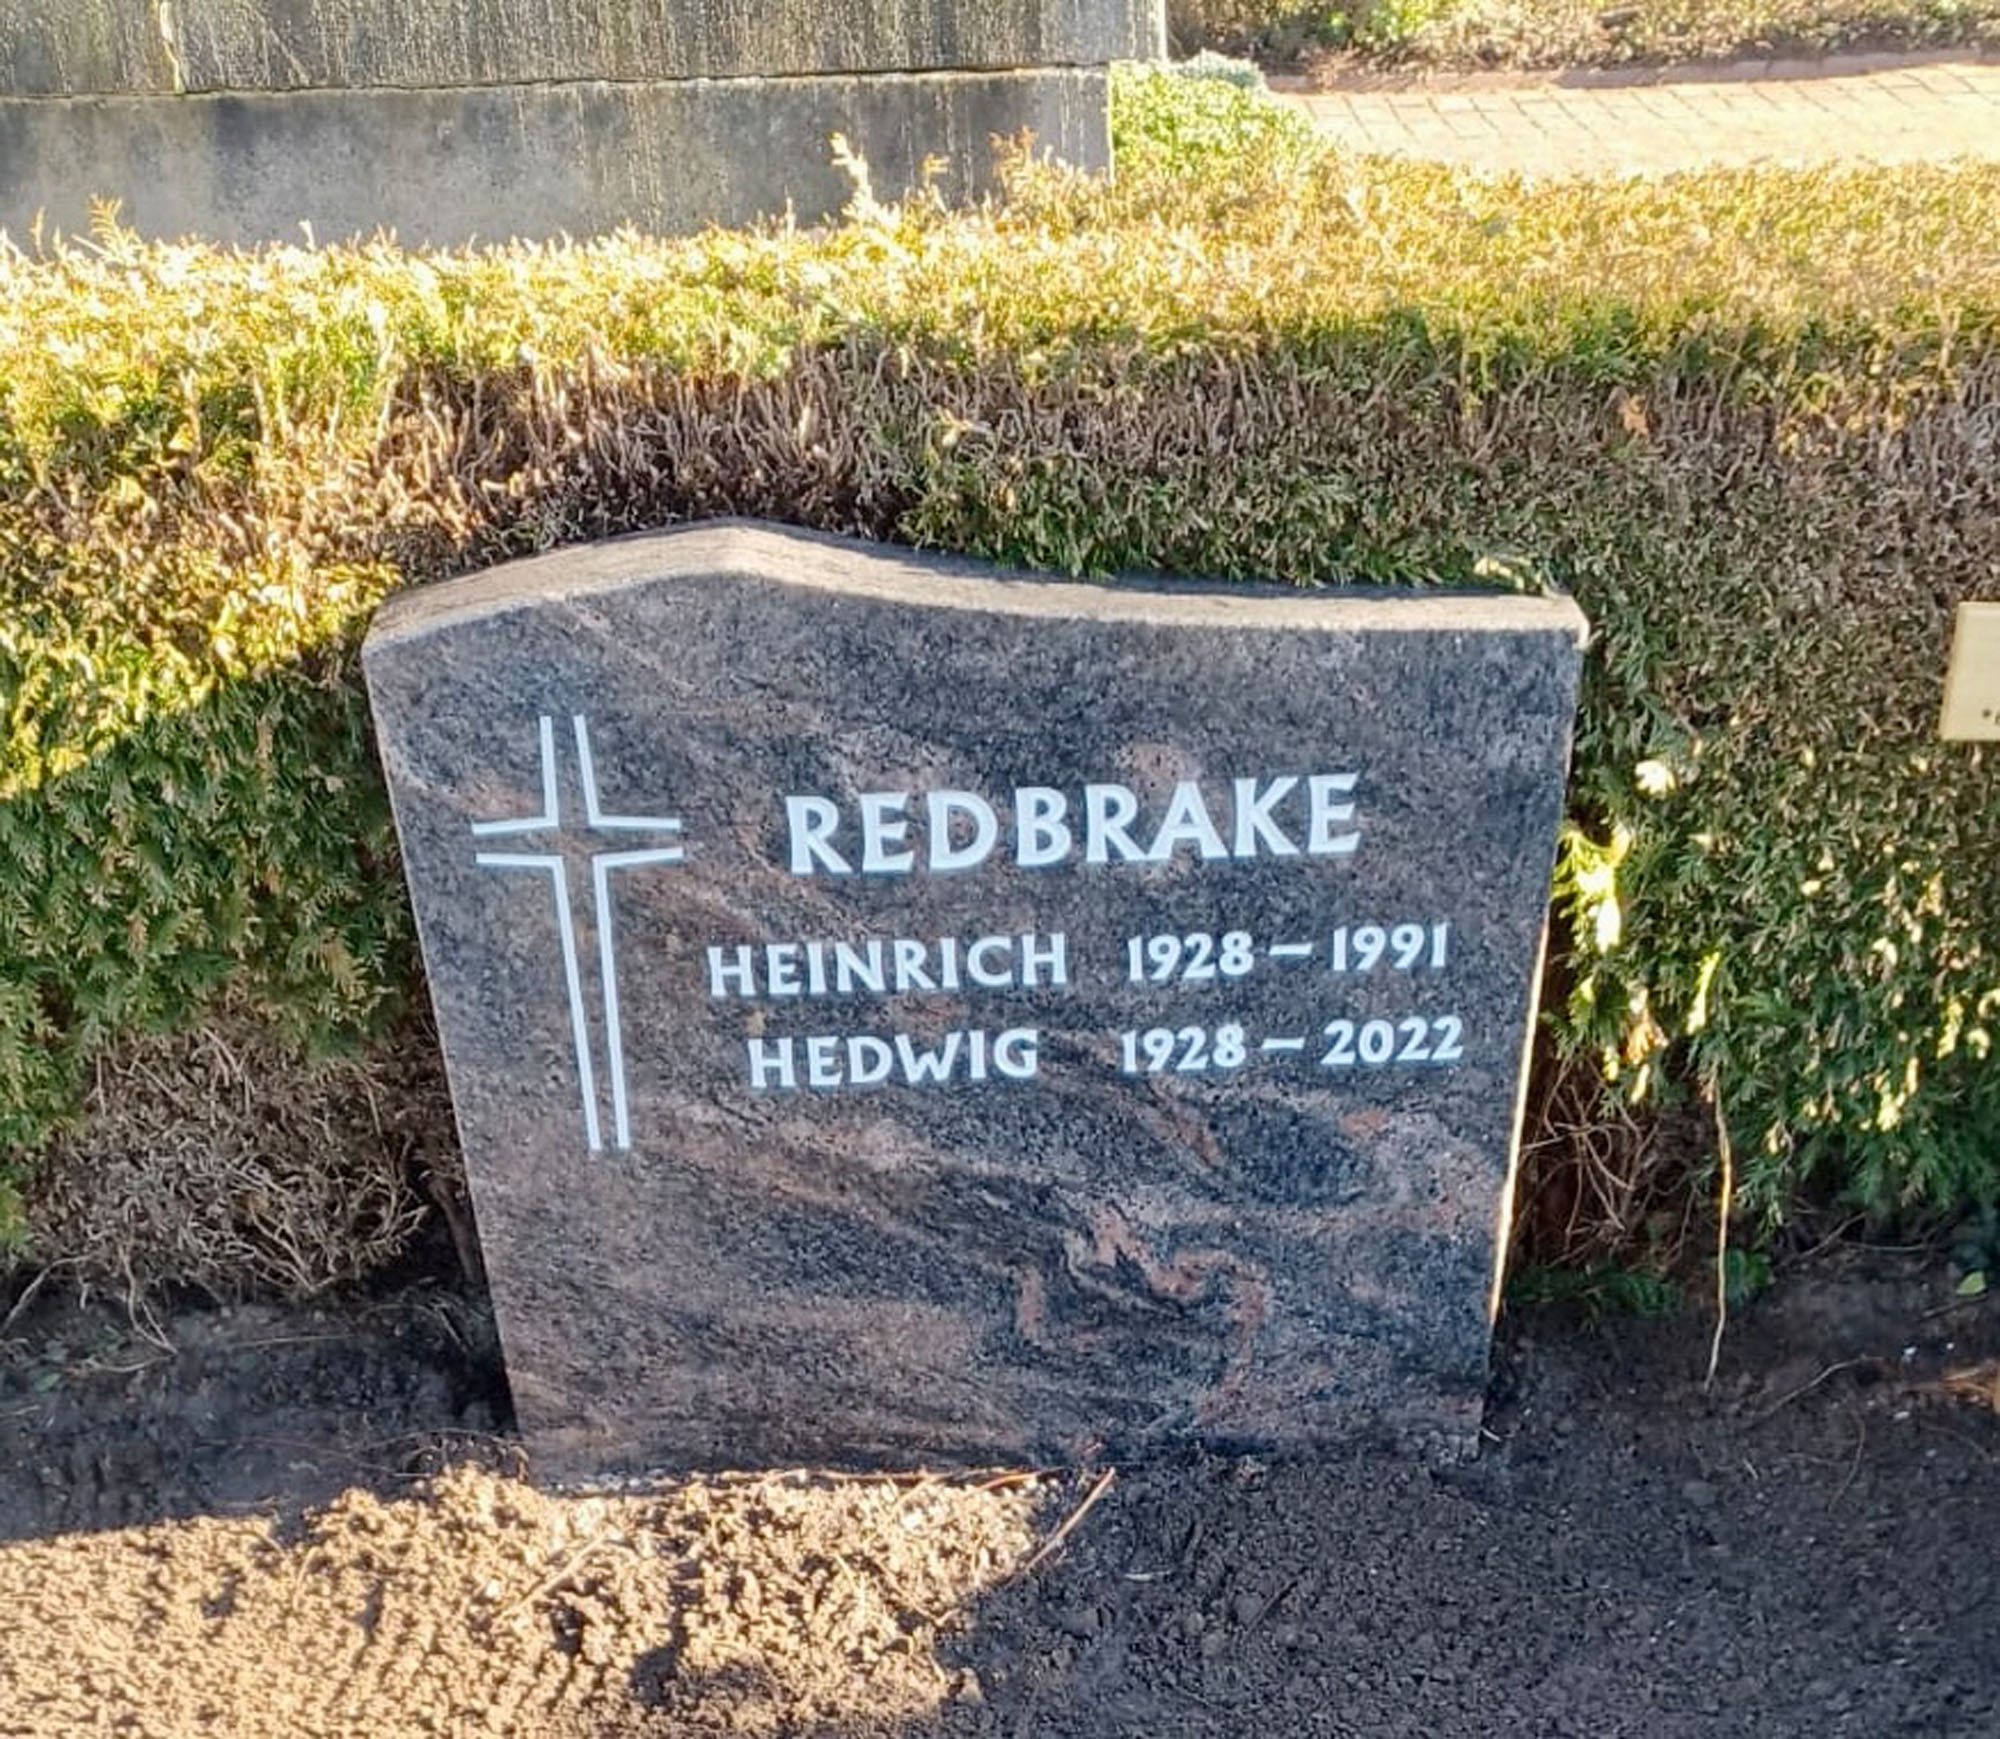 REDBRAKE
HEINRICH 1928 – 1991
HEDWIG 1928 – 2022